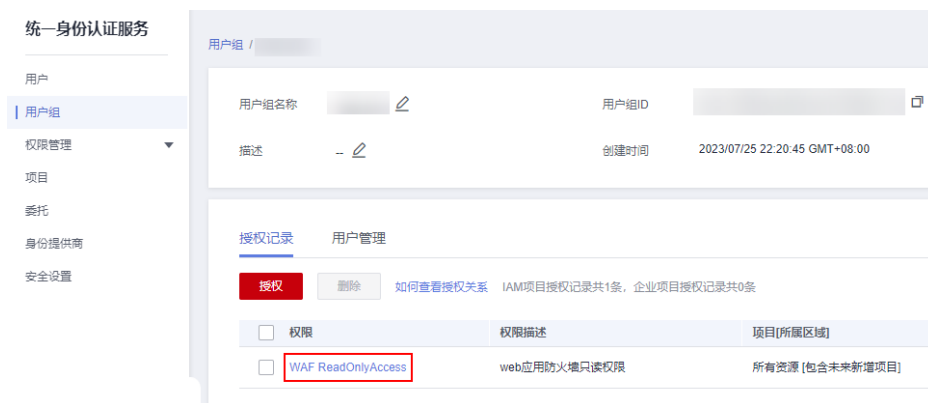 统一身份认证服务
用户
用户组
权限管理
项目
委托
身份提供商
安全设置
用户组 /
用户组名称
用户组ID
描述 --
创建时间 2023/07/25 22:20:45 GMT+08:00
授权记录 用户管理
授权 删除 如何查看授权关系 IAM项目授权记录共1条，企业项目授权记录共0条
权限 权限描述 项目[所属区域]
WAF ReadOnlyAccess web应用防火墙只读权限 所有资源 [包含未来新增项目]